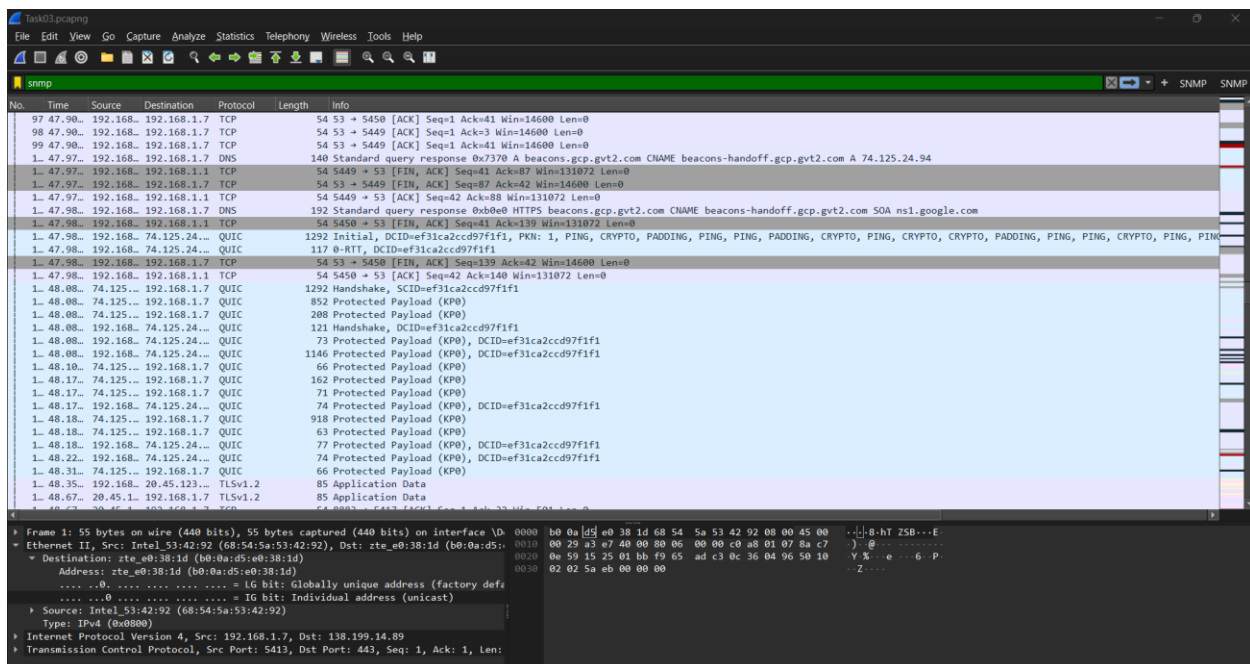 Task03.pcapng
File Edit View Go Capture Analyze Statistics Telephony Wireless Tools Help
snmp + SNMP SNMP
No. Time Source Destination Protocol Length Info
97 47.90… 192.168… 192.168.1.7 TCP 54 53 → 5450 [ACK] Seq=1 Ack=41 Win=14600 Len=0
98 47.90… 192.168… 192.168.1.7 TCP 54 53 → 5449 [ACK] Seq=1 Ack=3 Win=14600 Len=0
99 47.90… 192.168… 192.168.1.7 TCP 54 53 → 5449 [ACK] Seq=1 Ack=41 Win=14600 Len=0
1… 47.97… 192.168… 192.168.1.7 DNS 140 Standard query response 0x7370 A beacons.gcp.gvt2.com CNAME beacons-handoff.gcp.gvt2.com A 74.125.24.94
1… 47.97… 192.168… 192.168.1.1 TCP 54 5449 → 53 [FIN, ACK] Seq=41 Ack=87 Win=131072 Len=0
1… 47.97… 192.168… 192.168.1.7 TCP 54 53 → 5449 [FIN, ACK] Seq=87 Ack=42 Win=14600 Len=0
1… 47.97… 192.168… 192.168.1.1 TCP 54 5449 → 53 [ACK] Seq=42 Ack=88 Win=131072 Len=0
1… 47.98… 192.168… 192.168.1.7 DNS 192 Standard query response 0xb0e0 HTTPS beacons.gcp.gvt2.com CNAME beacons-handoff.gcp.gvt2.com SOA ns1.google.com
1… 47.98… 192.168… 192.168.1.1 TCP 54 5450 → 53 [FIN, ACK] Seq=41 Ack=139 Win=131072 Len=0
1… 47.98… 192.168… 74.125.24.… QUIC 1292 Initial, DCID=ef31ca2ccd97f1f1, PKN: 1, PING, CRYPTO, PADDING, PING, PING, PADDING, CRYPTO, PING, CRYPTO, CRYPTO, PADDING, PING, PING, CRYPTO, PING, PING
1… 47.98… 192.168… 74.125.24.… QUIC 117 0-RTT, DCID=ef31ca2ccd97f1f1
1… 47.98… 192.168… 192.168.1.7 TCP 54 53 → 5450 [FIN, ACK] Seq=139 Ack=42 Win=14600 Len=0
1… 47.98… 192.168… 192.168.1.1 TCP 54 5450 → 53 [ACK] Seq=42 Ack=140 Win=131072 Len=0
1… 48.08… 74.125.… 192.168.1.7 QUIC 1292 Handshake, SCID=ef31ca2ccd97f1f1
1… 48.08… 74.125.… 192.168.1.7 QUIC 852 Protected Payload (KP0)
1… 48.08… 74.125.… 192.168.1.7 QUIC 208 Protected Payload (KP0)
1… 48.08… 192.168… 74.125.24.… QUIC 121 Handshake, DCID=ef31ca2ccd97f1f1
1… 48.08… 192.168… 74.125.24.… QUIC 73 Protected Payload (KP0), DCID=ef31ca2ccd97f1f1
1… 48.08… 192.168… 74.125.24.… QUIC 1146 Protected Payload (KP0), DCID=ef31ca2ccd97f1f1
1… 48.10… 74.125.… 192.168.1.7 QUIC 66 Protected Payload (KP0)
1… 48.17… 74.125.… 192.168.1.7 QUIC 162 Protected Payload (KP0)
1… 48.17… 74.125.… 192.168.1.7 QUIC 71 Protected Payload (KP0)
1… 48.17… 192.168… 74.125.24.… QUIC 74 Protected Payload (KP0), DCID=ef31ca2ccd97f1f1
1… 48.18… 74.125.… 192.168.1.7 QUIC 918 Protected Payload (KP0)
1… 48.18… 74.125.… 192.168.1.7 QUIC 63 Protected Payload (KP0)
1… 48.18… 192.168… 74.125.24.… QUIC 77 Protected Payload (KP0), DCID=ef31ca2ccd97f1f1
1… 48.22… 192.168… 74.125.24.… QUIC 74 Protected Payload (KP0), DCID=ef31ca2ccd97f1f1
1… 48.31… 74.125.… 192.168.1.7 QUIC 66 Protected Payload (KP0)
1… 48.35… 192.168… 20.45.123.… TLSv1.2 85 Application Data
1… 48.67… 20.45.1… 192.168.1.7 TLSv1.2 85 Application Data
Frame 1: 55 bytes on wire (440 bits), 55 bytes captured (440 bits) on interface \D
Ethernet II, Src: Intel_53:42:92 (68:54:5a:53:42:92), Dst: zte_e0:38:1d (b0:0a:d5:
Destination: zte_e0:38:1d (b0:0a:d5:e0:38:1d)
Address: zte_e0:38:1d (b0:0a:d5:e0:38:1d)
.... ..0. .... .... .... .... = LG bit: Globally unique address (factory defa
.... ...0 .... .... .... .... = IG bit: Individual address (unicast)
Source: Intel_53:42:92 (68:54:5a:53:42:92)
Type: IPv4 (0x0800)
Internet Protocol Version 4, Src: 192.168.1.7, Dst: 138.199.14.89
Transmission Control Protocol, Src Port: 5413, Dst Port: 443, Seq: 1, Ack: 1, Len:
0000 b0 0a d5 e0 38 1d 68 54 5a 53 42 92 08 00 45 00 ····8·hT ZSB···E·
0010 00 29 a3 e7 40 00 80 06 00 00 c0 a8 01 07 8a c7 ·)··@··· ········
0020 0e 59 15 25 01 bb f9 65 ad c3 0c 36 04 96 50 10 ·Y·%···e ···6··P·
0030 02 02 5a eb 00 00 00 ··Z····